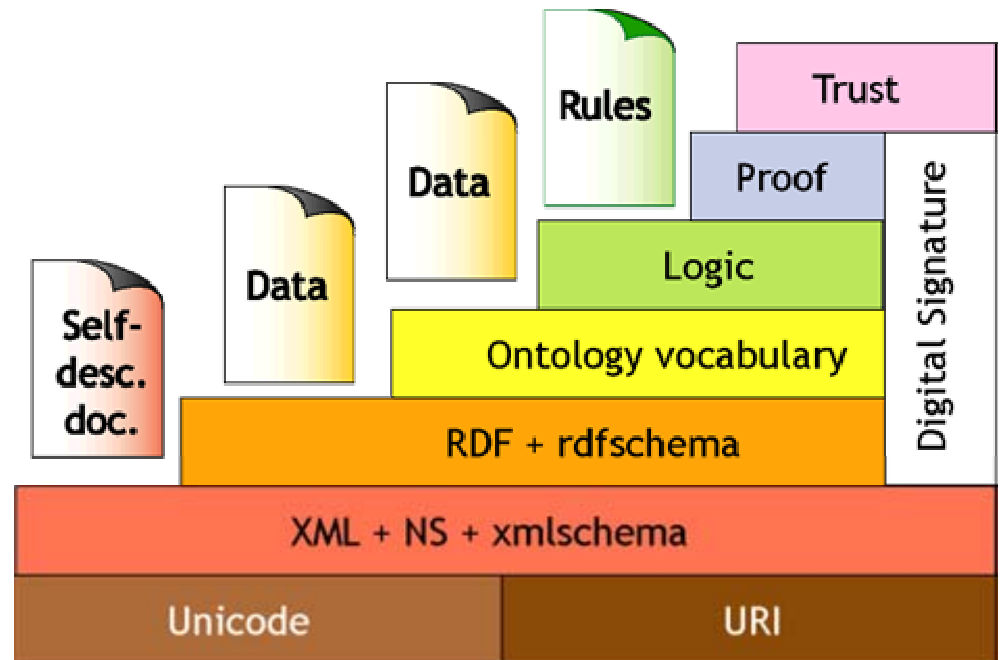 Rules
Trust
Data
Proof
Data
Logic
Self-
desc.
doc.
Ontology vocabulary
Digital Signature
RDF + rdfschema
XML + NS + xmlschema
Unicode
URI